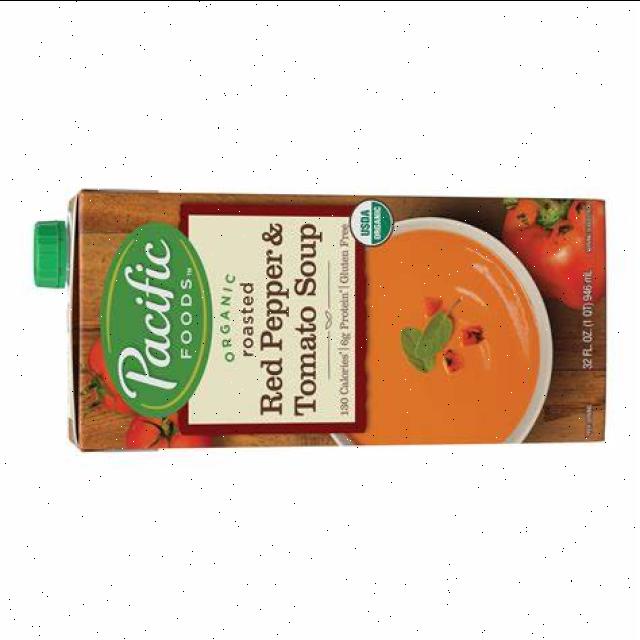 Pacific
FOODS™
ORGANIC
roasted
Red Pepper &
Tomato Soup
130 Calories* | 6g Protein* | Gluten Free
USDA
ORGANIC
32 FL. OZ. (1 QT) 946 mL